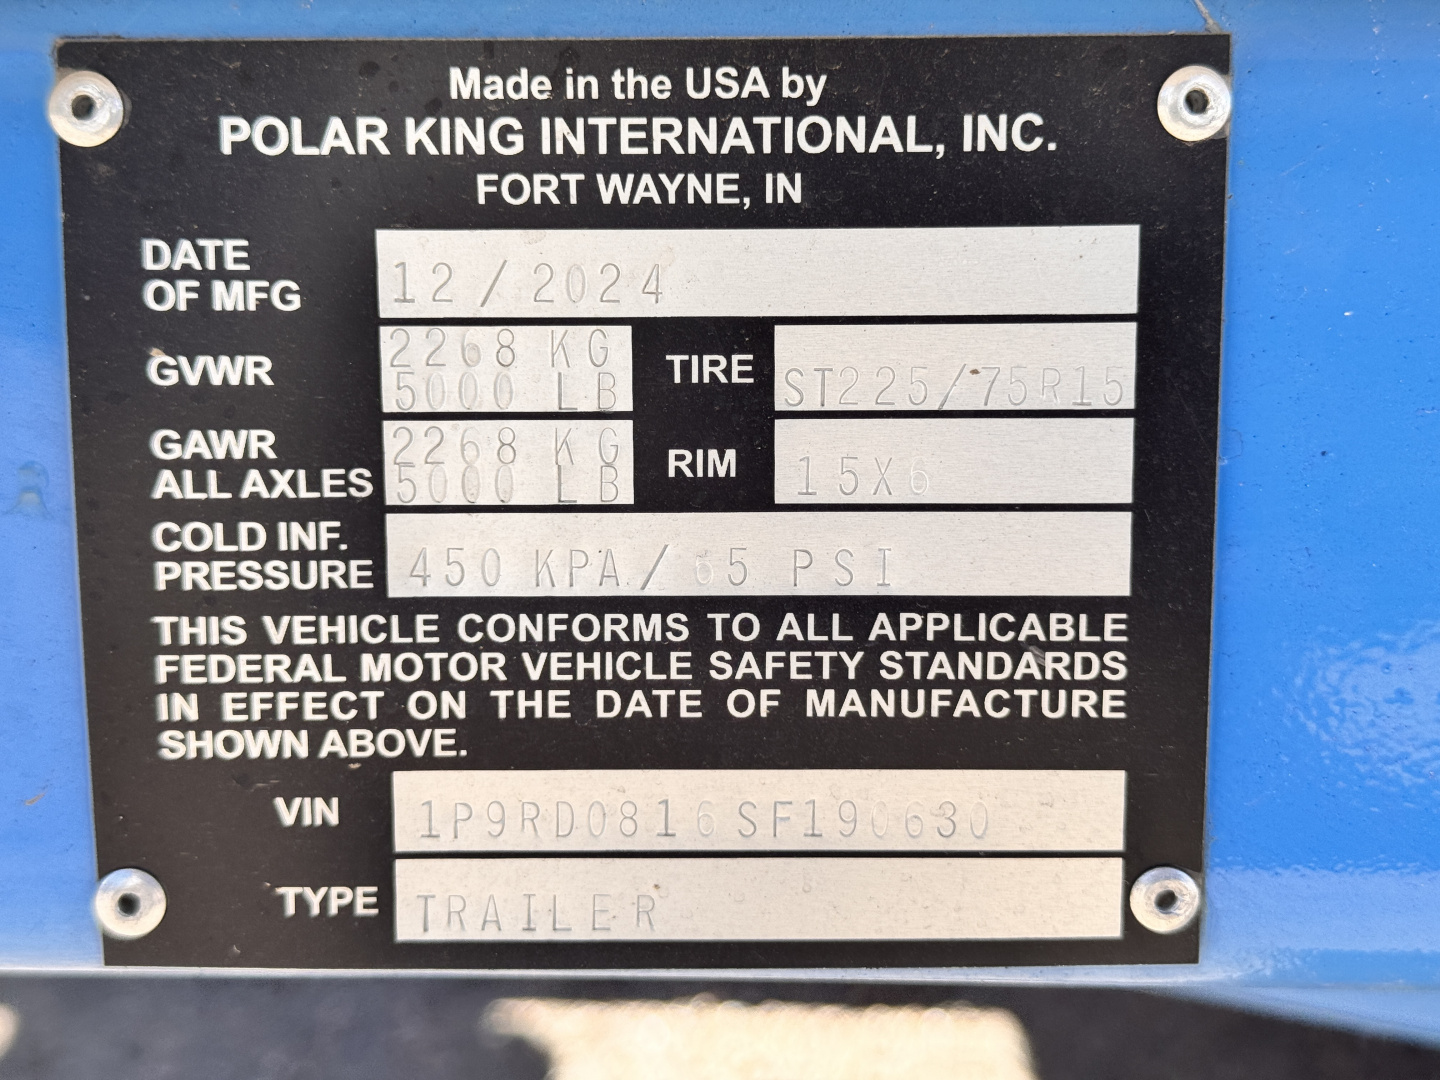 Made in the USA by
POLAR KING INTERNATIONAL, INC.
FORT WAYNE, IN
DATE
OF MFG
12/2024
GVWR
2268 KG
5000 LB
TIRE
ST225/75R15
GAWR
ALL AXLES
2268 KG
5000 LB
RIM
15X6
COLD INF.
PRESSURE
450 KPA/ 65 PSI
THIS VEHICLE CONFORMS TO ALL APPLICABLE
FEDERAL MOTOR VEHICLE SAFETY STANDARDS
IN EFFECT ON THE DATE OF MANUFACTURE
SHOWN ABOVE.
VIN
1P9RD0816SF190630
TYPE
TRAILER